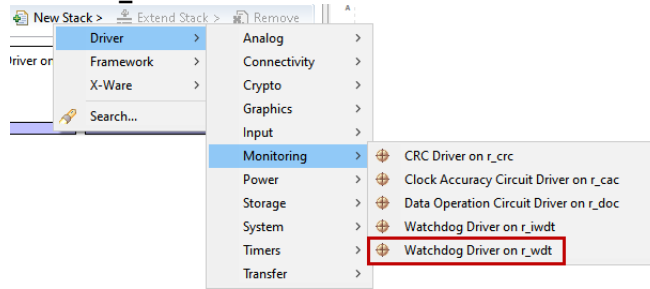 New Stack > Extend Stack > Remove
Driver >
Framework >
X-Ware >
Search...
Driver on
Analog >
Connectivity >
Crypto >
Graphics >
Input >
Monitoring >
Power >
Storage >
System >
Timers >
Transfer >
CRC Driver on r_crc
Clock Accuracy Circuit Driver on r_cac
Data Operation Circuit Driver on r_doc
Watchdog Driver on r_iwdt
Watchdog Driver on r_wdt